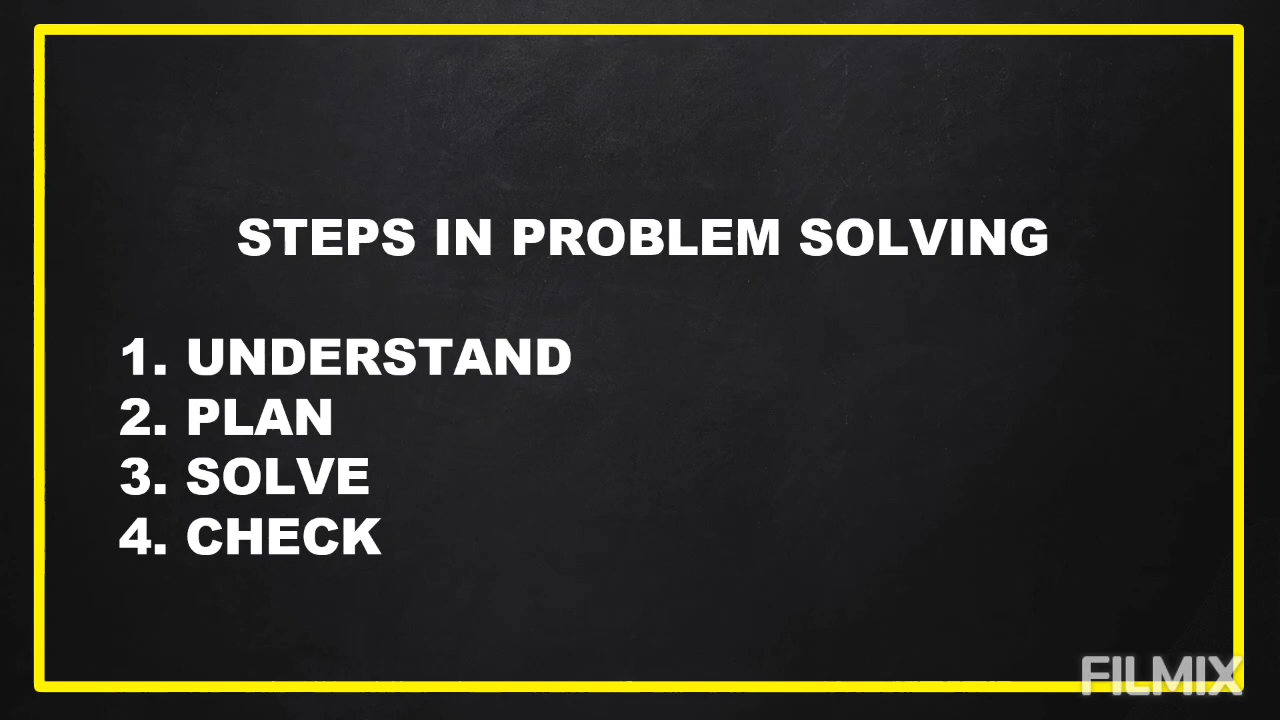 STEPS IN PROBLEM SOLVING
1. UNDERSTAND
2. PLAN
3. SOLVE
4. CHECK
FILMIX